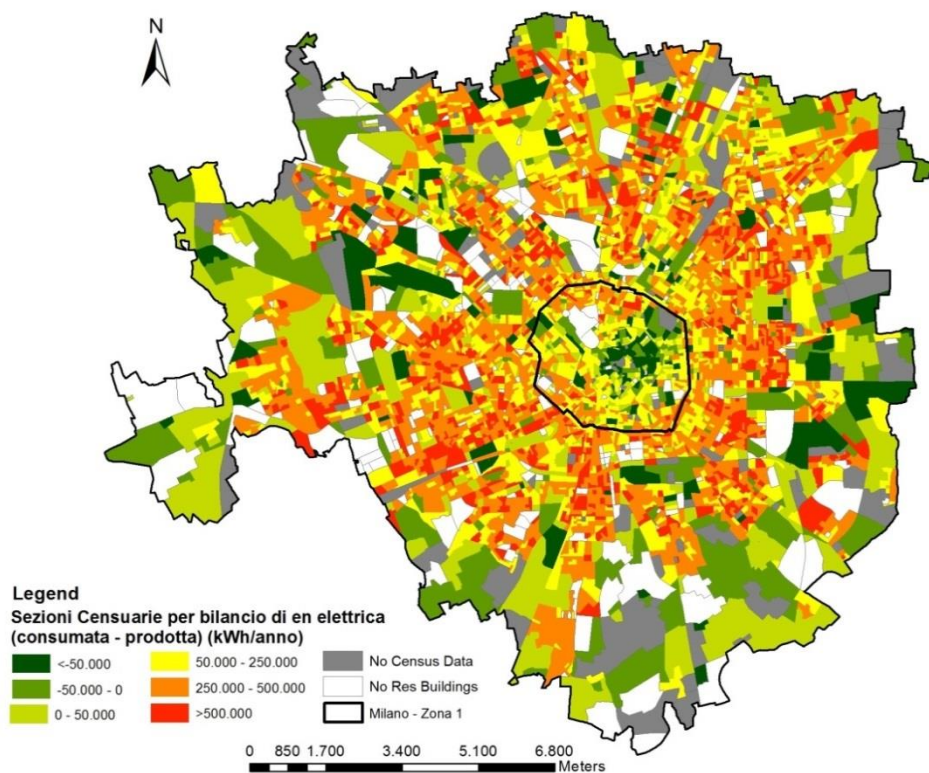 N
Legend
Sezioni Censuarie per bilancio di en elettrica
(consumata - prodotta) (kWh/anno)
<-50.000 50.000 - 250.000 No Census Data
-50.000 - 0 250.000 - 500.000 No Res Buildings
0 - 50.000 >500.000 Milano - Zona 1
0 850 1.700 3.400 5.100 6.800
Meters